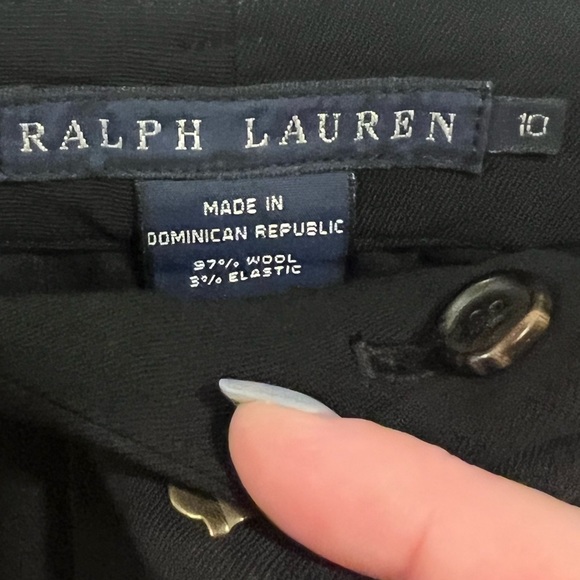 RALPH LAUREN 10
MADE IN
DOMINICAN REPUBLIC
97% WOOL
3% ELASTIC